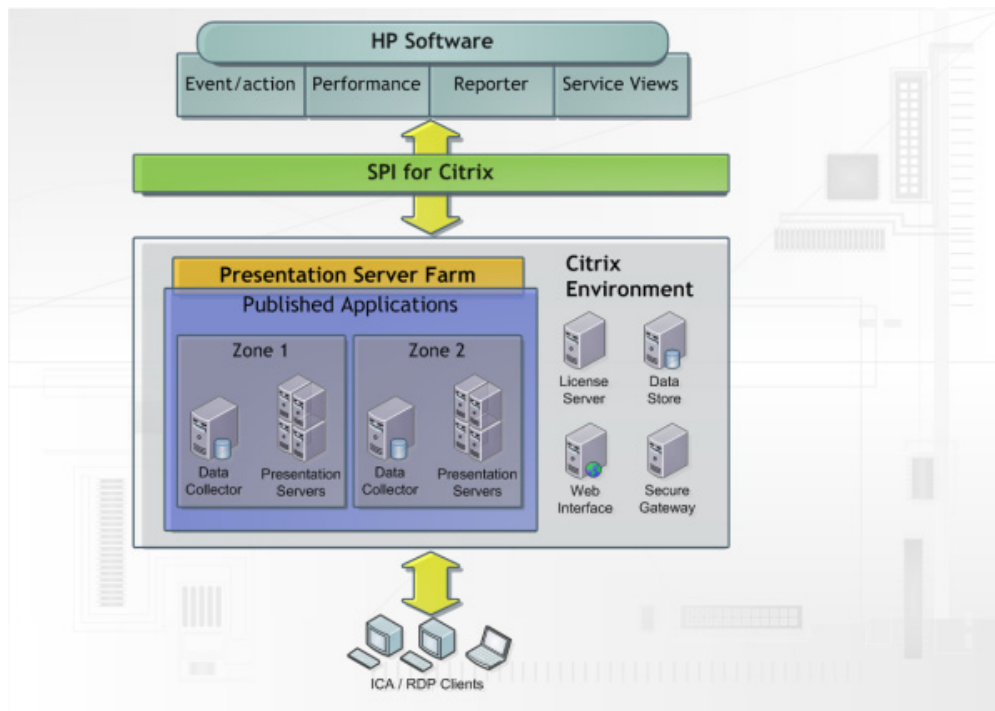 HP Software
Event/action
Performance
Reporter
Service Views
SPI for Citrix
Presentation Server Farm
Published Applications
Zone 1
Data
Collector
Presentation
Servers
Zone 2
Data
Collector
Presentation
Servers
Citrix
Environment
License
Server
Data
Store
Web
Interface
Secure
Gateway
ICA / RDP Clients